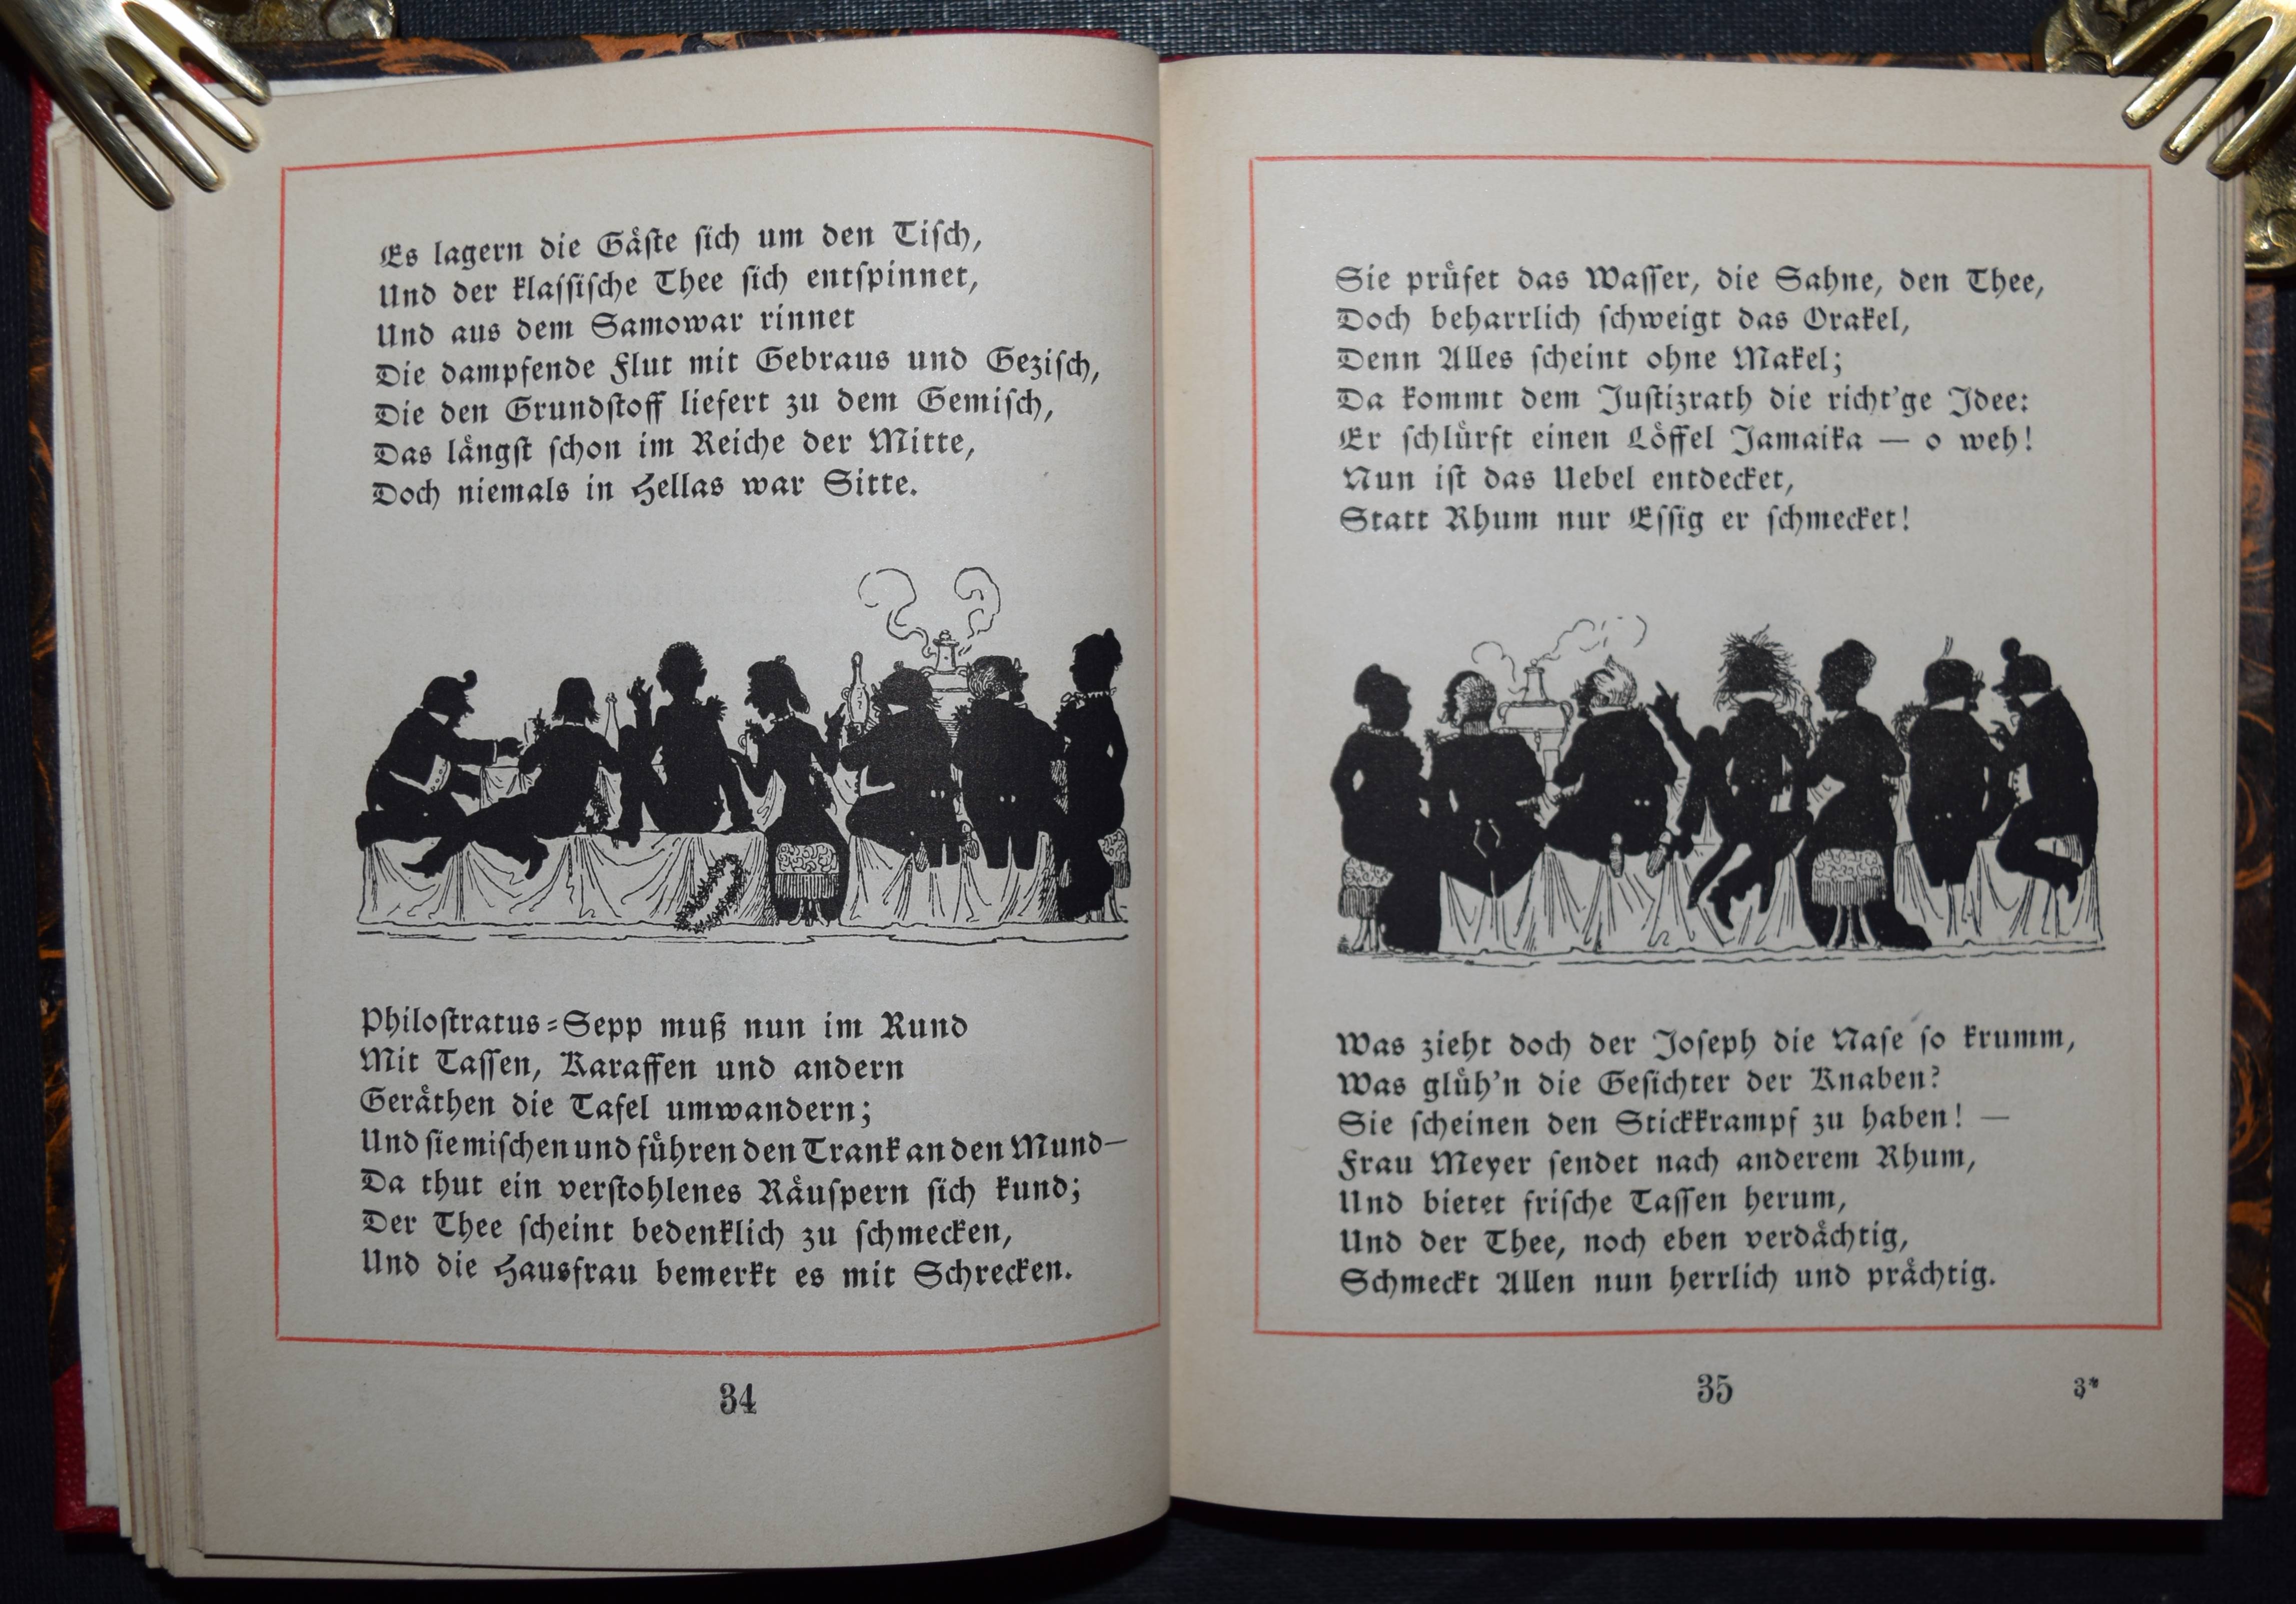 Es lagern die Gäste sich um den Tisch,
Und der klassische Thee sich entspinnet,
Und aus dem Samowar rinnet
Die dampfende Flut mit Gebraus und Gezisch,
Die den Grundstoff liefert zu dem Gemisch,
Das längst schon im Reiche der Mitte,
Doch niemals in Hellas war Sitte.
Philostratus-Sepp muß nun im Rund
Mit Tassen, Karaffen und andern
Geräthen die Tafel umwandern;
Und sie mischen und führen den Trank an den Mund—
Da thut ein verstohlenes Räuspern sich kund;
Der Thee scheint bedenklich zu schmecken,
Und die Hausfrau bemerkt es mit Schrecken.
34
Sie prüfet das Wasser, die Sahne, den Thee,
Doch beharrlich schweigt das Orakel,
Denn Alles scheint ohne Makel;
Da kommt dem Justizrath die richt'ge Idee:
Er schlürft einen Löffel Jamaika — o weh!
Nun ist das Uebel entdecket,
Statt Rhum nur Essig er schmecket!
Was zieht doch der Joseph die Nase so krumm,
Was glüh'n die Gesichter der Knaben?
Sie scheinen den Stickkrampf zu haben! —
Frau Meyer sendet nach anderem Rhum,
Und bietet frische Tassen herum,
Und der Thee, noch eben verdächtig,
Schmeckt Allen nun herrlich und prächtig.
35
3*